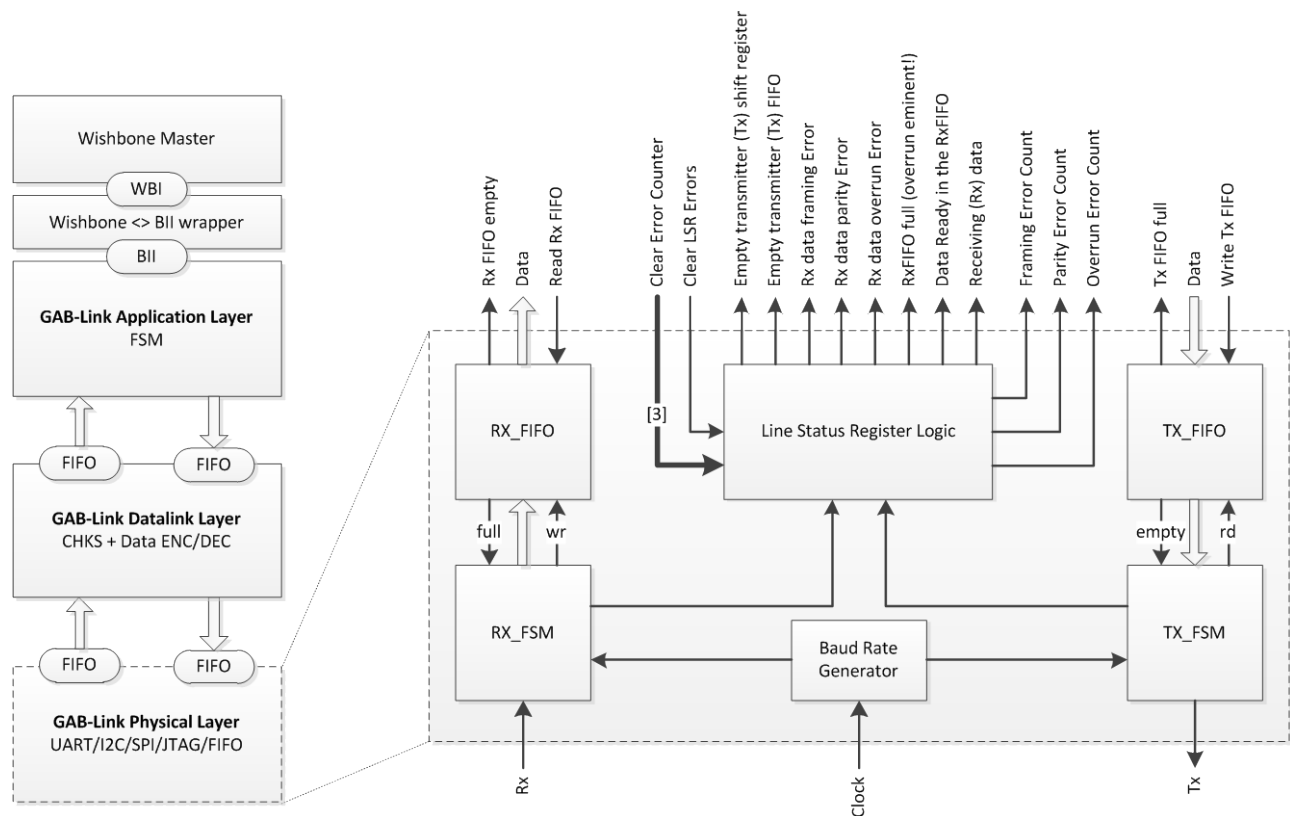 Wishbone Master
WBI
Wishbone <> BII wrapper
BII
GAB-Link Application Layer
FSM
FIFO
FIFO
GAB-Link Datalink Layer
CHKS + Data ENC/DEC
FIFO
FIFO
GAB-Link Physical Layer
UART/I2C/SPI/JTAG/FIFO
Rx FIFO empty
Data
Read Rx FIFO
Clear Error Counter
Clear LSR Errors
Empty transmitter (Tx) shift register
Empty transmitter (Tx) FIFO
Rx data framing Error
Rx data parity Error
Rx data overrun Error
RxFIFO full (overrun eminent!)
Data Ready in the RxFIFO
Receiving (Rx) data
Framing Error Count
Parity Error Count
Overrun Error Count
Tx FIFO full
Data
Write Tx FIFO
RX_FIFO
[3]
Line Status Register Logic
TX_FIFO
full
wr
empty
rd
RX_FSM
Baud Rate
Generator
TX_FSM
Rx
Clock
Tx